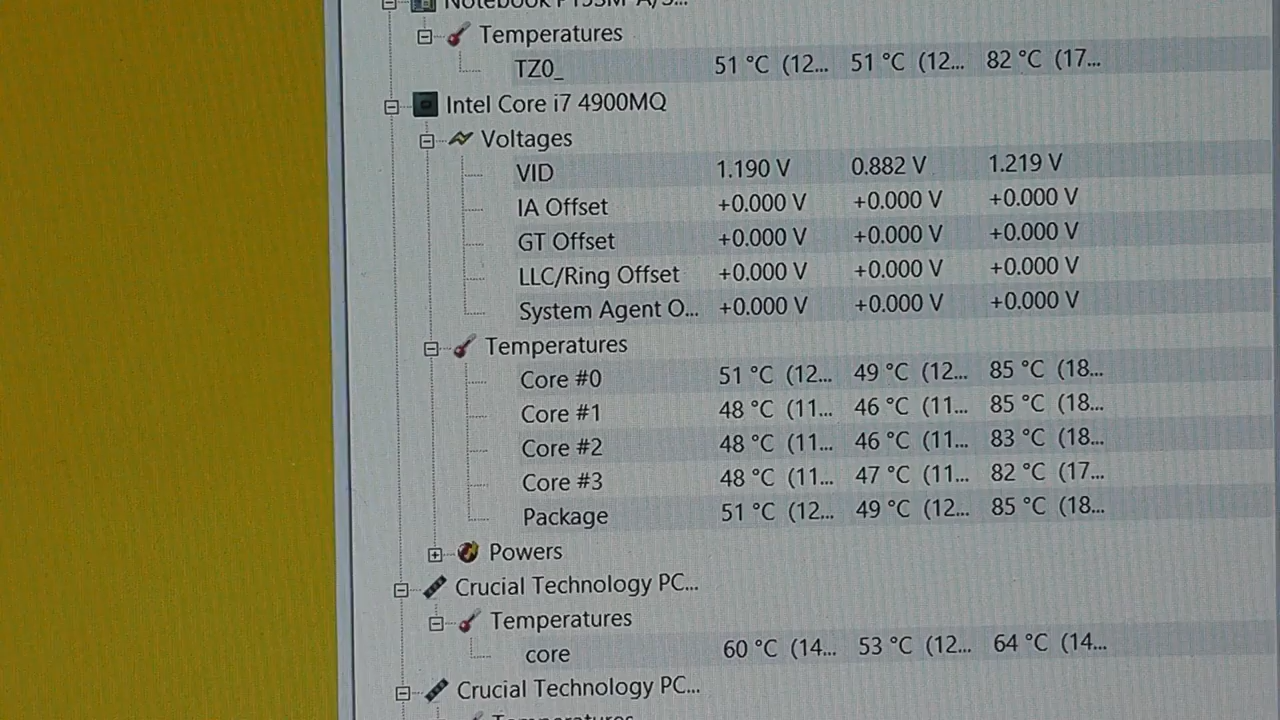 Notebook P15SM-A/S...
Temperatures
TZ0_ 51 °C (12... 51 °C (12... 82 °C (17...
Intel Core i7 4900MQ
Voltages
VID 1.190 V 0.882 V 1.219 V
IA Offset +0.000 V +0.000 V +0.000 V
GT Offset +0.000 V +0.000 V +0.000 V
LLC/Ring Offset +0.000 V +0.000 V +0.000 V
System Agent O... +0.000 V +0.000 V +0.000 V
Temperatures
Core #0 51 °C (12... 49 °C (12... 85 °C (18...
Core #1 48 °C (11... 46 °C (11... 85 °C (18...
Core #2 48 °C (11... 46 °C (11... 83 °C (18...
Core #3 48 °C (11... 47 °C (11... 82 °C (17...
Package 51 °C (12... 49 °C (12... 85 °C (18...
Powers
Crucial Technology PC...
Temperatures
core 60 °C (14... 53 °C (12... 64 °C (14...
Crucial Technology PC...
Temperatures